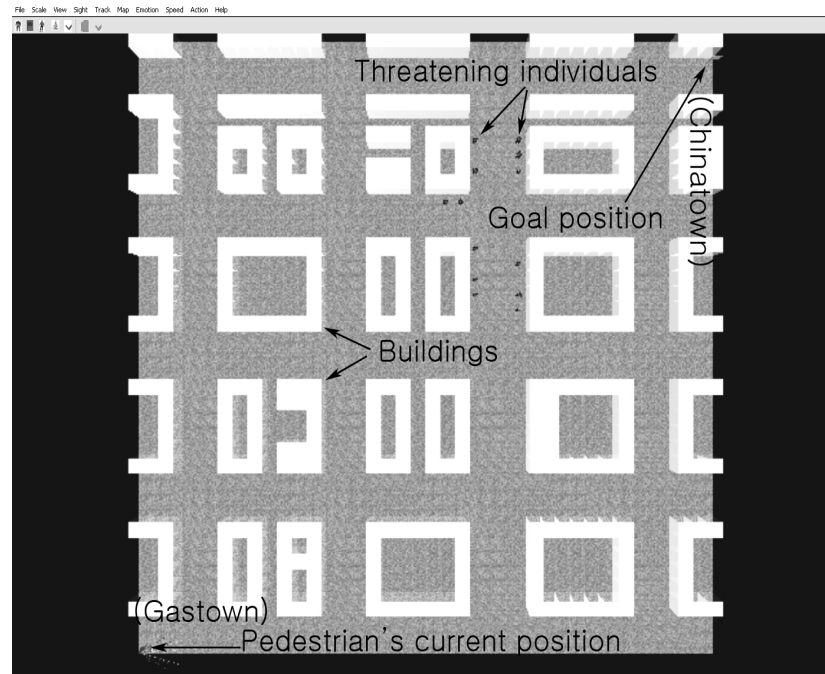 File Scale View Sight Track Map Emotion Speed Action Help
Threatening individuals
(Chinatown)
Goal position
Buildings
(Gastown)
Pedestrian's current position